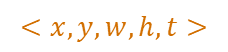 < x, y, w, h, t >